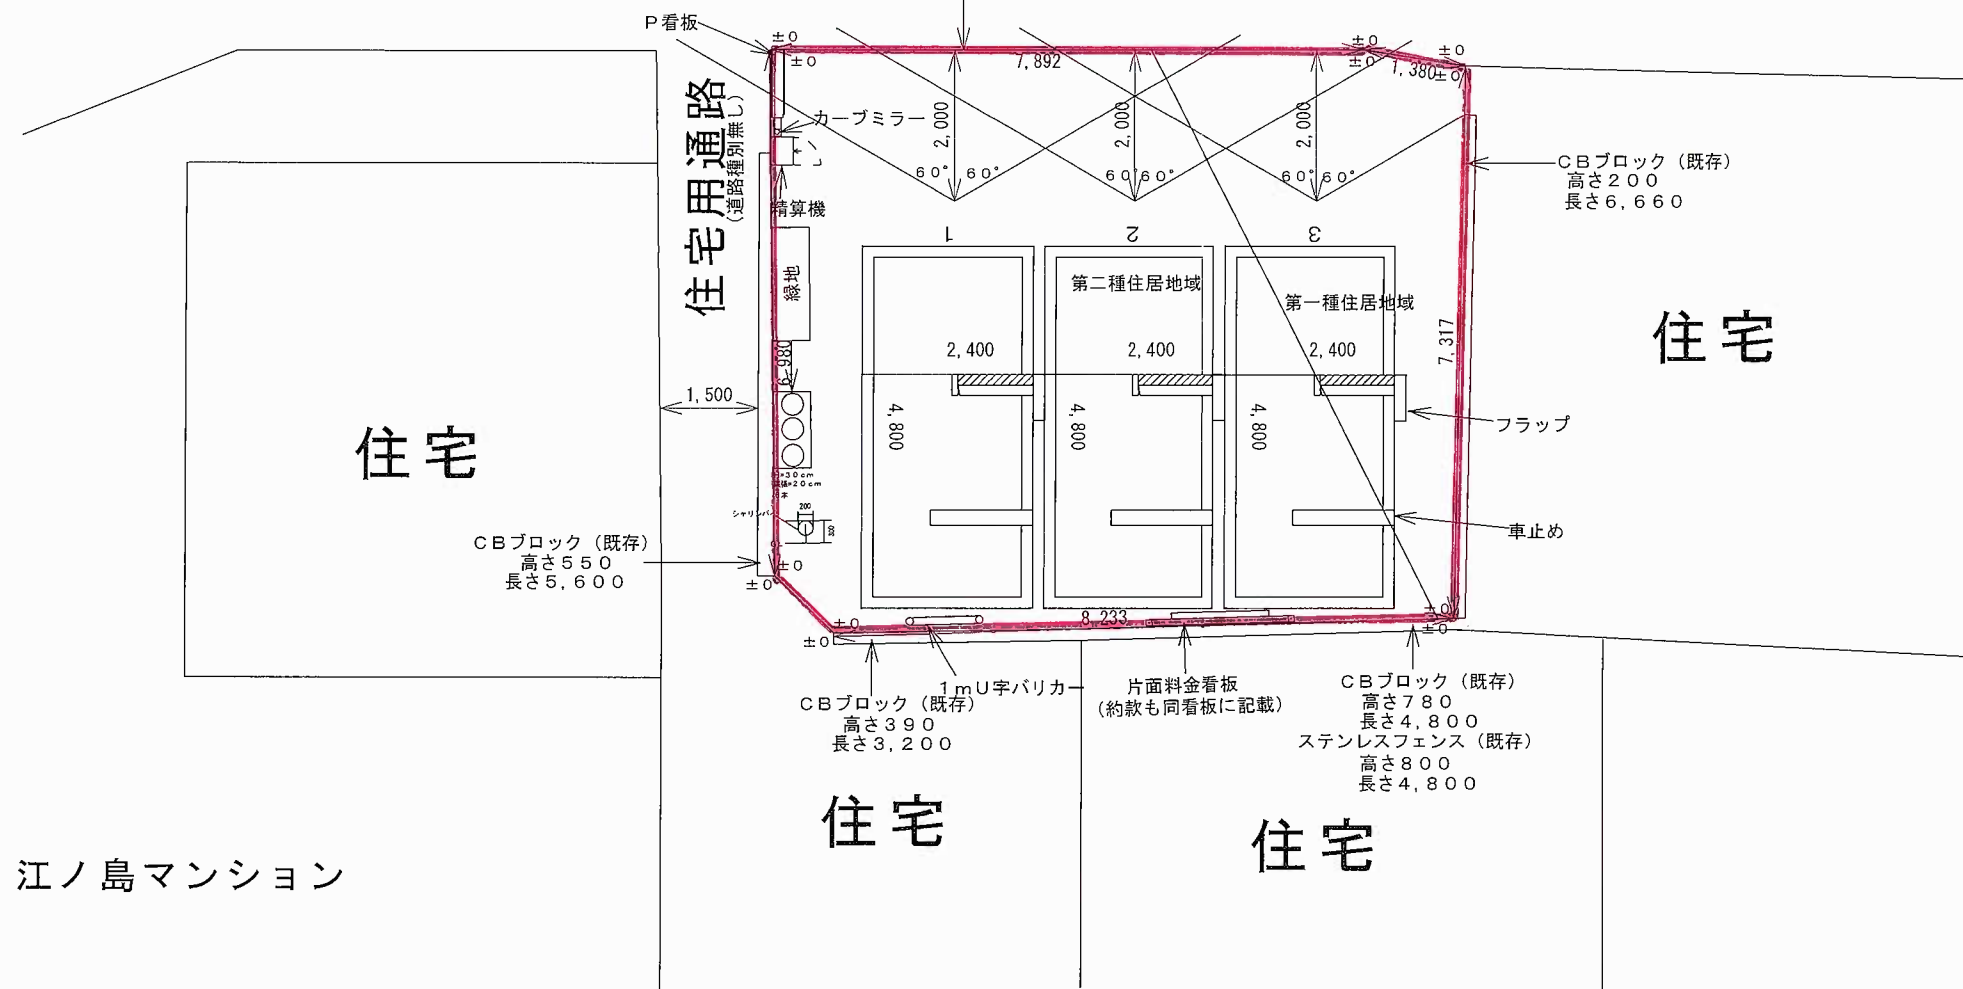 P看板
±0
±0
7,892
±0
±0
1,380
±0
±0
住宅用通路
(道路種別無し)
カーブミラー
精算機
緑地
6,980
2,000
2,000
2,000
60° 60°
60°60°
60°60°
1
2
3
第二種住居地域
第一種住居地域
2,400
2,400
2,400
4,800
4,800
4,800
7,317
CBブロック(既存)
高さ200
長さ6,660
住宅
フラップ
車止め
1,500
住宅
200
CBブロック(既存)
高さ550
長さ5,600
±0
±0
±0
±0
8,233
±0
±0
1mU字バリカー
CBブロック(既存)
高さ390
長さ3,200
片面料金看板
(約款も同看板に記載)
CBブロック(既存)
高さ780
長さ4,800
ステンレスフェンス(既存)
高さ800
長さ4,800
住宅
住宅
江ノ島マンション